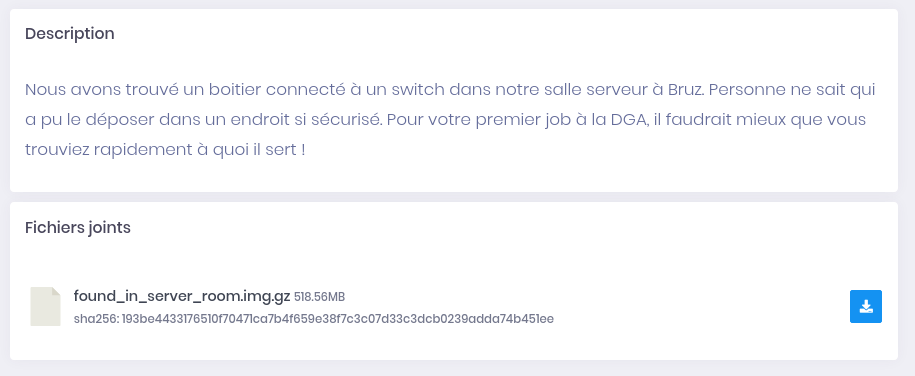 Description
Nous avons trouvé un boitier connecté à un switch dans notre salle serveur à Bruz. Personne ne sait qui
a pu le déposer dans un endroit si sécurisé. Pour votre premier job à la DGA, il faudrait mieux que vous
trouviez rapidement à quoi il sert !
Fichiers joints
found_in_server_room.img.gz 518.56MB
sha256: 193be4433176510f70471ca7b4f659e38f7c3c07d33c3dcb0239adda74b451ee